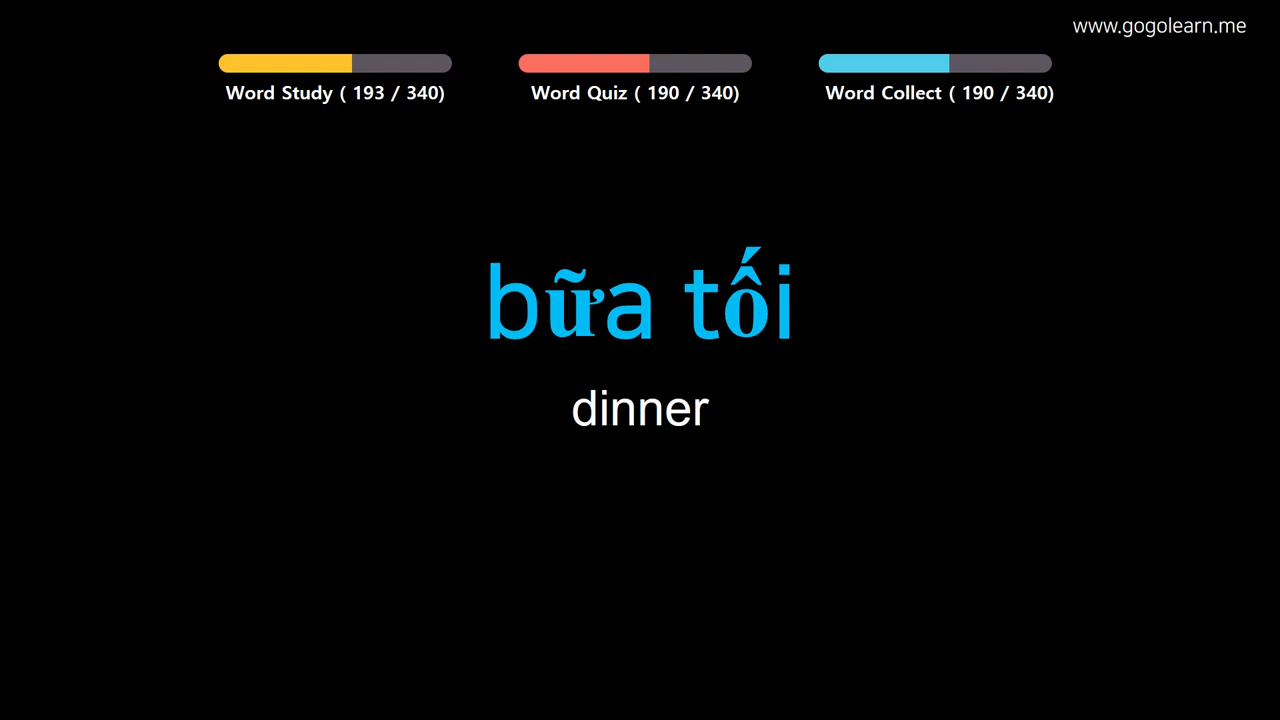 www.gogolearn.me
Word Study ( 193 / 340)
Word Quiz ( 190 / 340)
Word Collect ( 190 / 340)
bữa tối
dinner